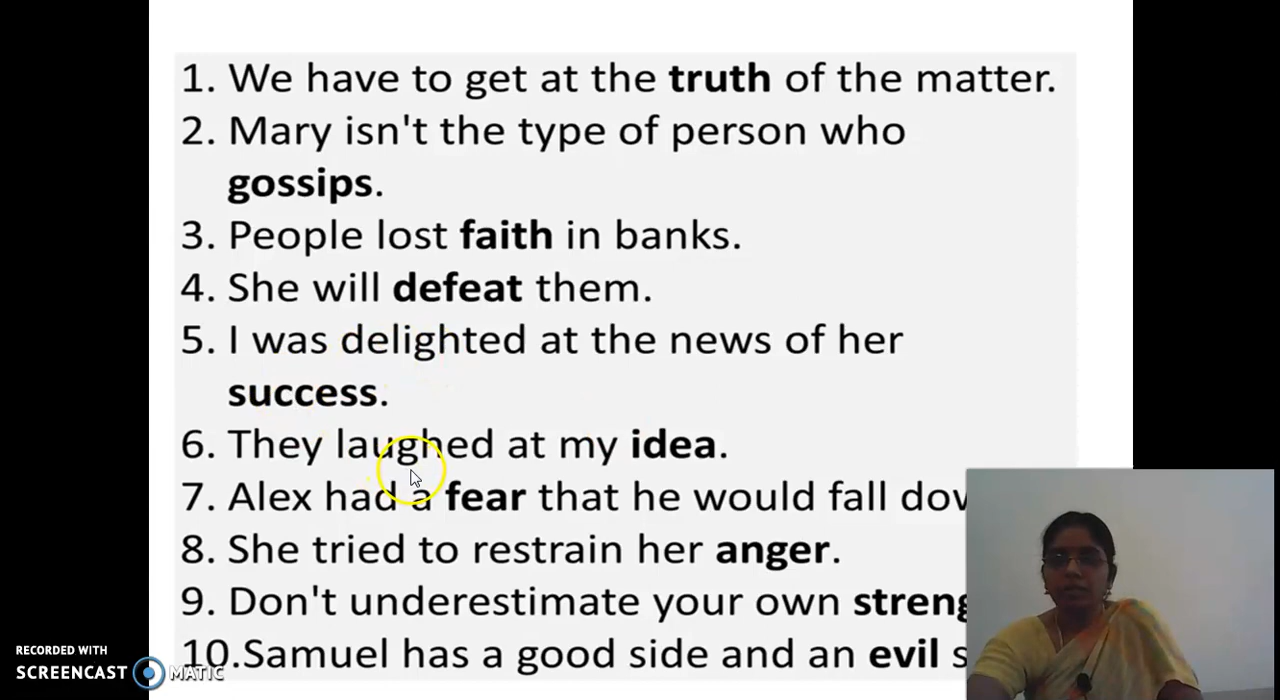 1. We have to get at the truth of the matter.
2. Mary isn't the type of person who
gossips.
3. People lost faith in banks.
4. She will defeat them.
5. I was delighted at the news of her
success.
6. They laughed at my idea.
7. Alex had a fear that he would fall
8. She tried to restrain her anger.
9. Don't underestimate your own
10.Samuel has a good side and an evil
RECORDED WITH
SCREENCAST MATIC